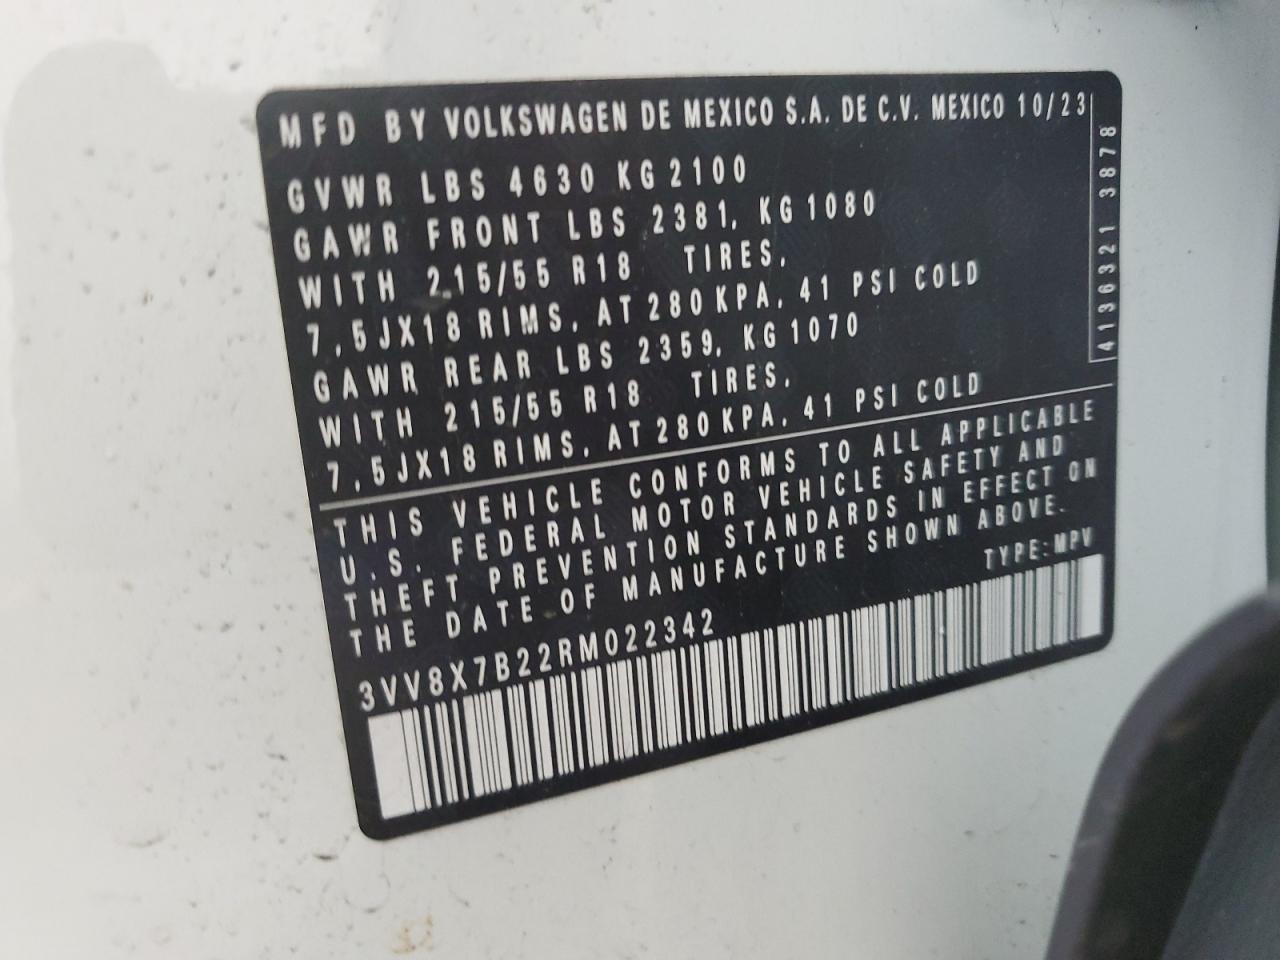 MFD BY VOLKSWAGEN DE MEXICO S.A. DE C.V. MEXICO 10/23
GVWR LBS 4630 KG 2100
GAWR FRONT LBS 2381, KG 1080
WITH 215/55 R18 TIRES,
7,5JX18 RIMS, AT 280 KPA, 41 PSI COLD
GAWR REAR LBS 2359, KG 1070
WITH 215/55 R18 TIRES,
7,5JX18 RIMS, AT 280 KPA, 41 PSI COLD
4136321 3878
THIS VEHICLE CONFORMS TO ALL APPLICABLE
U.S. FEDERAL MOTOR VEHICLE SAFETY AND
THEFT PREVENTION STANDARDS IN EFFECT ON
THE DATE OF MANUFACTURE SHOWN ABOVE.
TYPE: MPV
3VV8X7B22RM022342